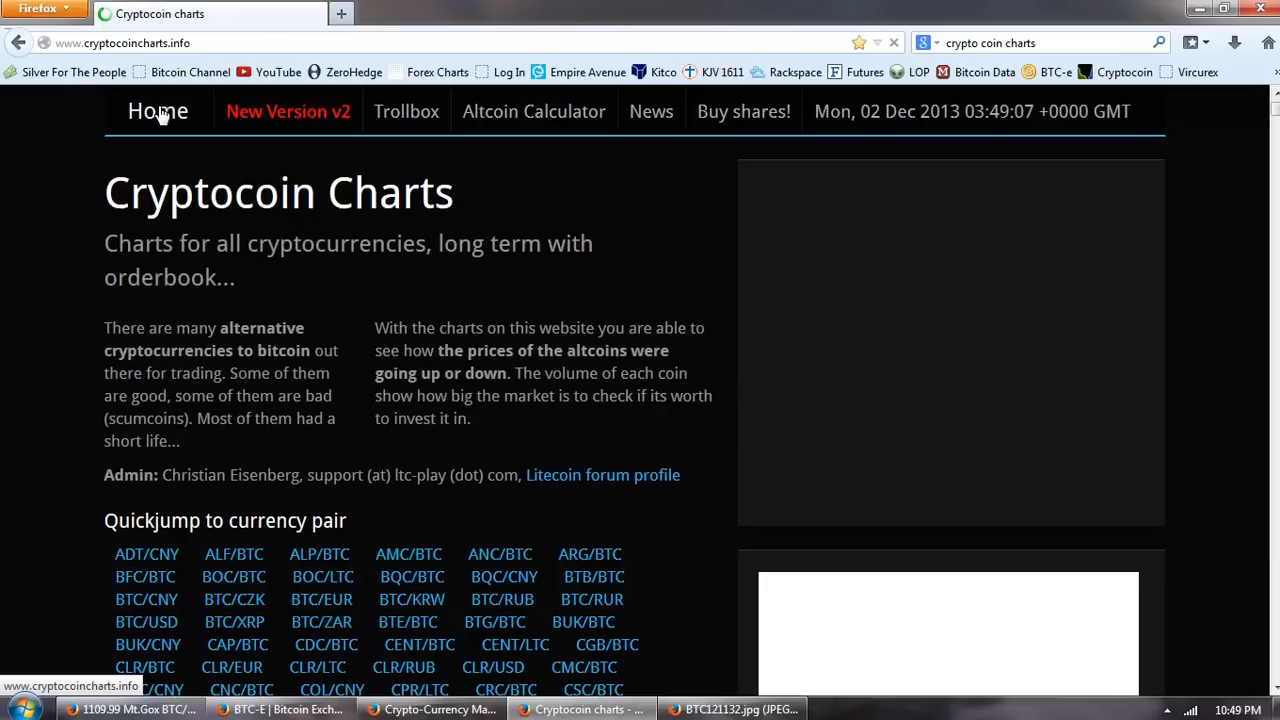 Firefox
Cryptocoin charts
www.cryptocoincharts.info
crypto coin charts
Silver For The People
Bitcoin Channel
YouTube
ZeroHedge
Forex Charts
Log In
Empire Avenue
Kitco
KJV 1611
Rackspace
Futures
LOP
Bitcoin Data
BTC-e
Cryptocoin
Vircurex
Home
New Version v2
Trollbox
Altcoin Calculator
News
Buy shares!
Mon, 02 Dec 2013 03:49:07 +0000 GMT
Cryptocoin Charts
Charts for all cryptocurrencies, long term with
orderbook...
There are many alternative
cryptocurrencies to bitcoin out
there for trading. Some of them
are good, some of them are bad
(scumcoins). Most of them had a
short life...
With the charts on this website you are able to
see how the prices of the altcoins were
going up or down. The volume of each coin
show how big the market is to check if its worth
to invest it in.
Admin: Christian Eisenberg, support (at) ltc-play (dot) com, Litecoin forum profile
Quickjump to currency pair
ADT/CNY ALF/BTC ALP/BTC AMC/BTC ANC/BTC ARG/BTC
BFC/BTC BOC/BTC BOC/LTC BQC/BTC BQC/CNY BTB/BTC
BTC/CNY BTC/CZK BTC/EUR BTC/KRW BTC/RUB BTC/RUR
BTC/USD BTC/XRP BTC/ZAR BTE/BTC BTG/BTC BUK/BTC
BUK/CNY CAP/BTC CDC/BTC CENT/BTC CENT/LTC CGB/BTC
CLR/BTC CLR/EUR CLR/LTC CLR/RUB CLR/USD CMC/BTC
C/CNY CNC/BTC COL/CNY CPR/LTC CRC/BTC CSC/BTC
www.cryptocoincharts.info
1109.99 Mt.Gox BTC/...
BTC-E | Bitcoin Exch...
Crypto-Currency Ma...
Cryptocoin charts - ...
BTC121132.jpg (JPEG...
10:49 PM